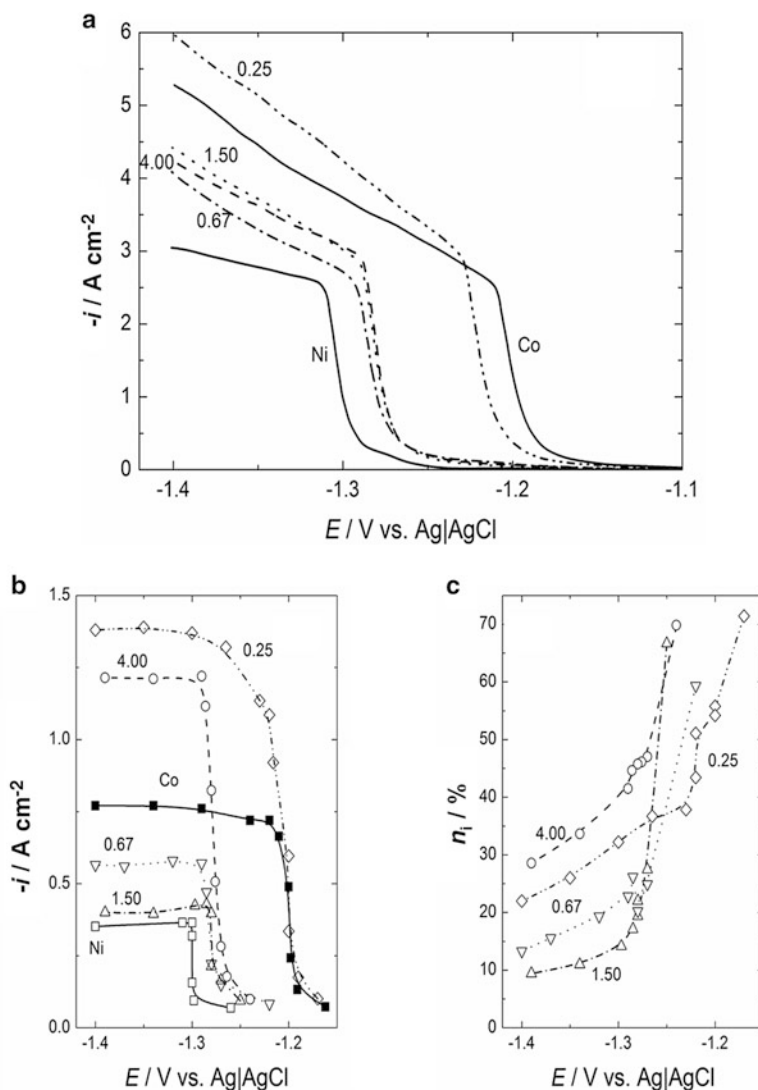 a
6
5
4
3
2
1
0
-i / A cm-2
0.25
1.50
4.00
0.67
Ni
Co
-1.4 -1.3 -1.2 -1.1
E / V vs. Ag|AgCl
b
1.5
1.0
0.5
0.0
-i / A cm-2
0.25
4.00
Co
0.67
1.50
Ni
-1.4 -1.3 -1.2
E / V vs. Ag|AgCl
c
70
60
50
40
30
20
10
0
ni / %
0.25
4.00
0.67
1.50
-1.4 -1.3 -1.2
E / V vs. Ag|AgCl